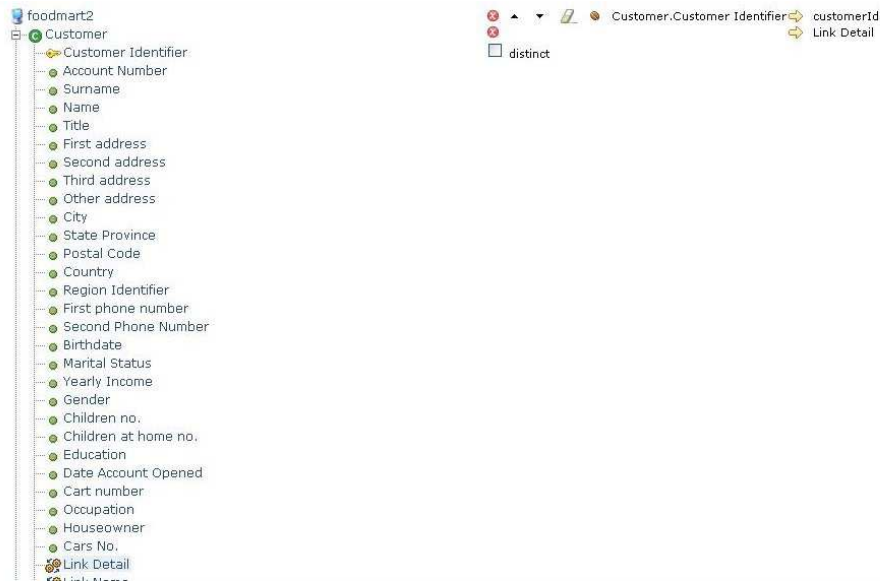 foodmart2
Customer
Customer Identifier
Account Number
Surname
Name
Title
First address
Second address
Third address
Other address
City
State Province
Postal Code
Country
Region Identifier
First phone number
Second Phone Number
Birthdate
Marital Status
Yearly Income
Gender
Children no.
Children at home no.
Education
Date Account Opened
Cart number
Occupation
Houseowner
Cars No.
Link Detail
Link Name
Customer.Customer Identifier customerId
Link Detail
distinct